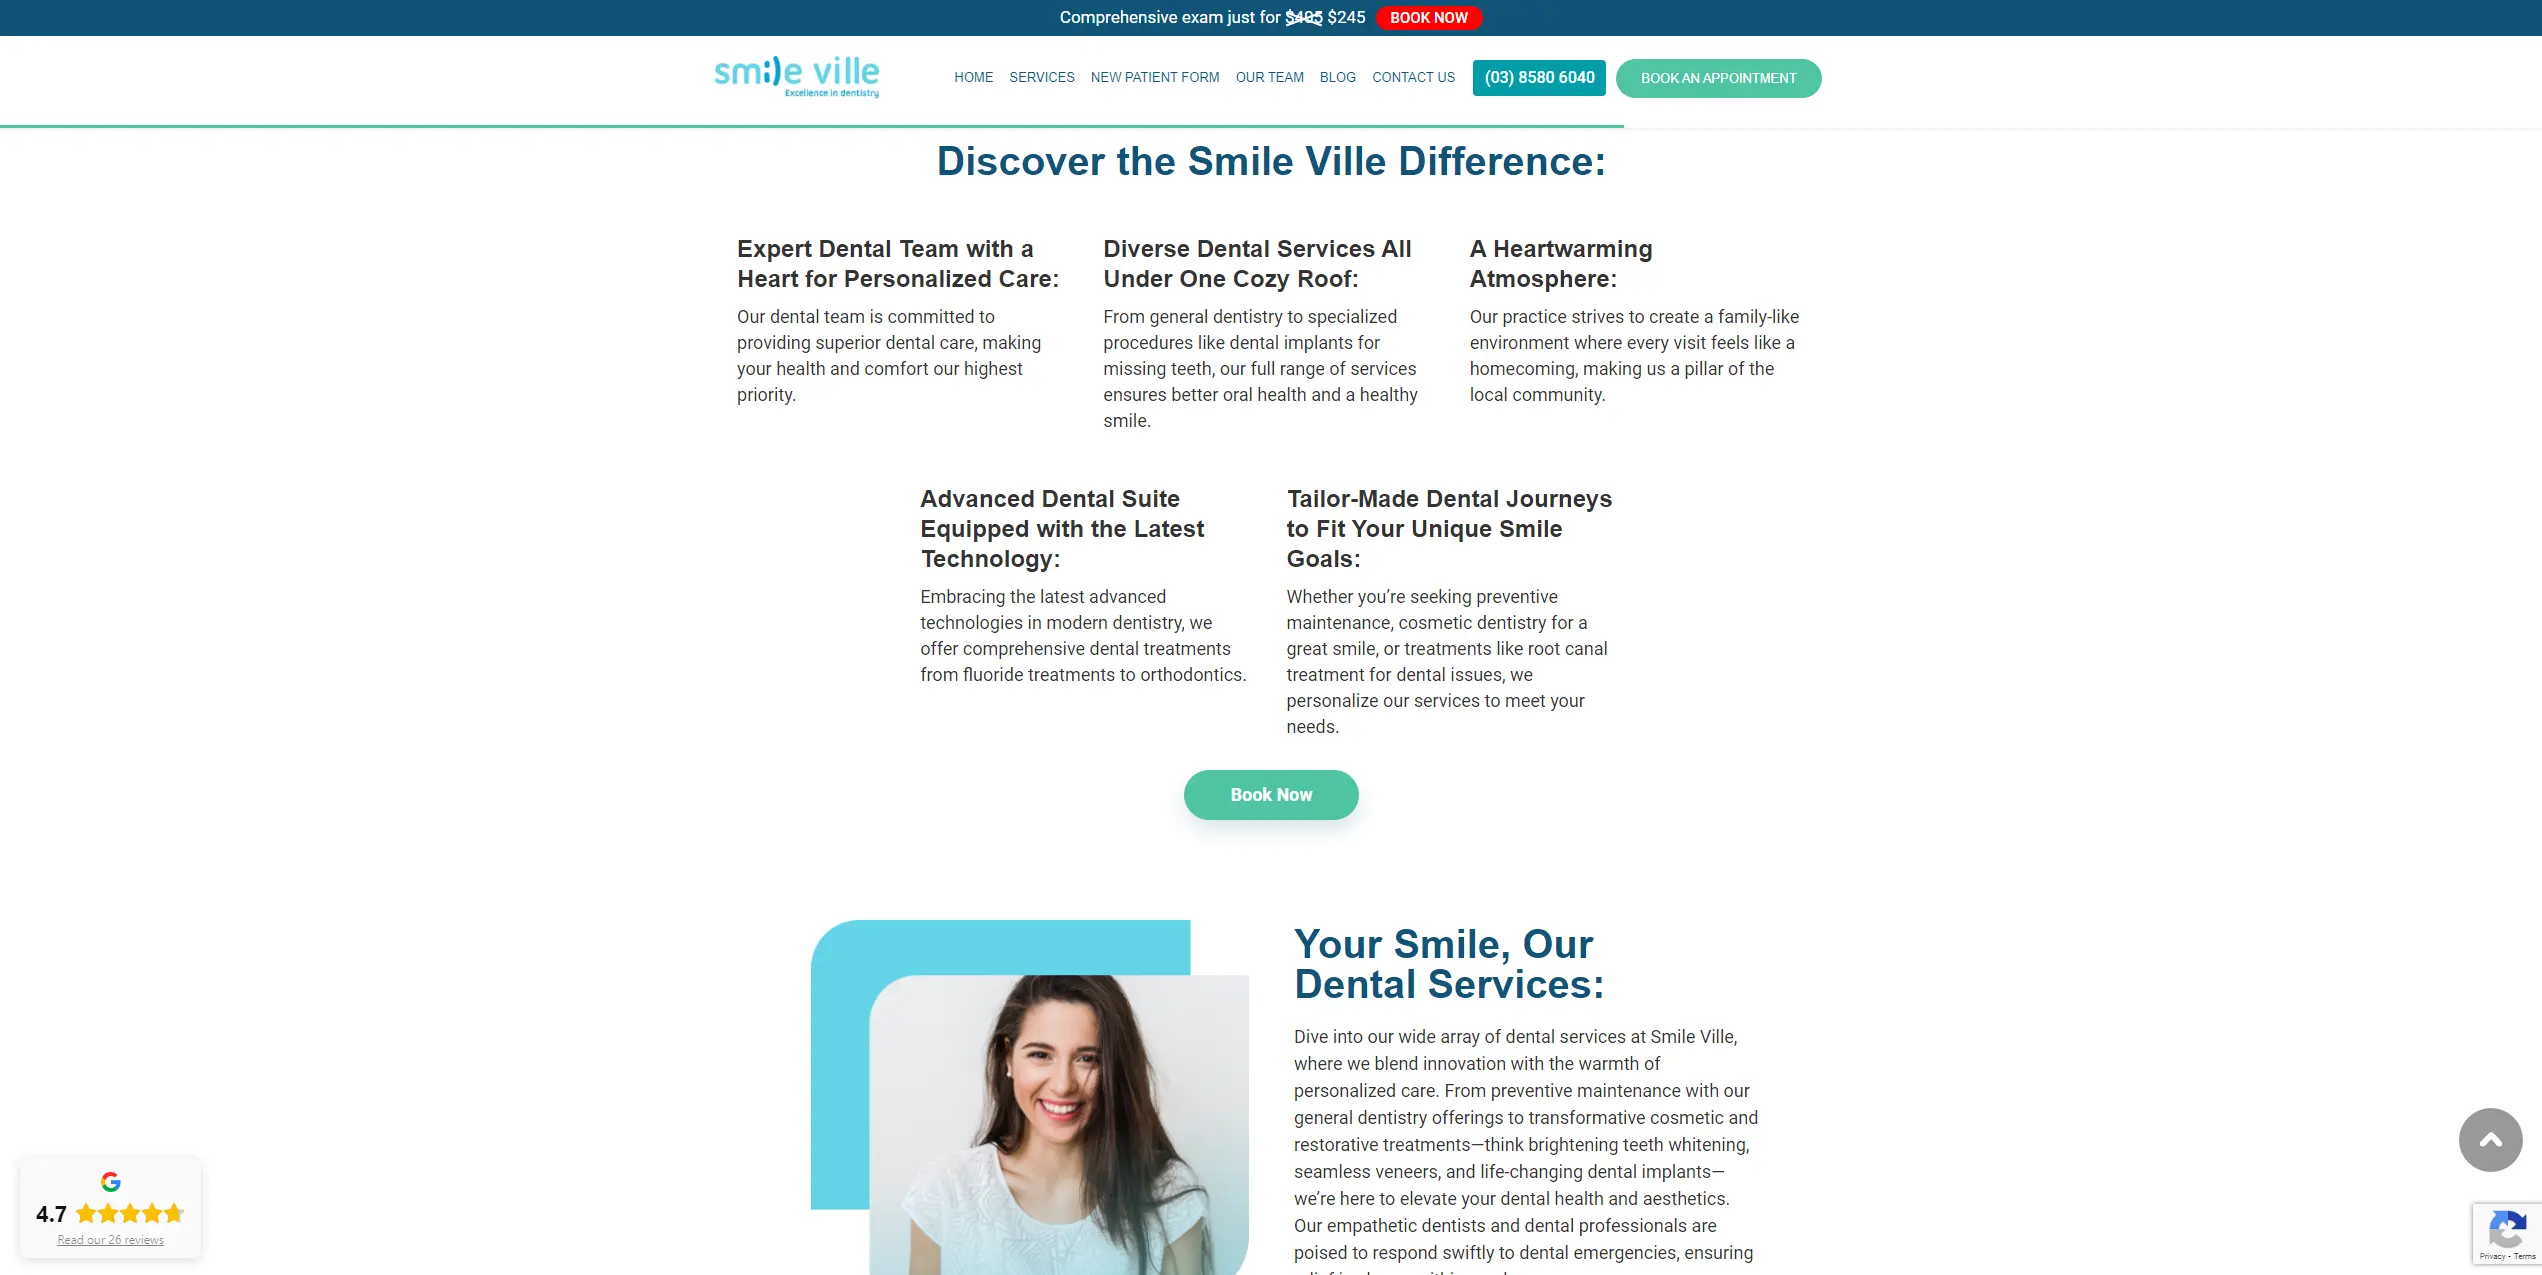 Comprehensive exam just for $495 $245 BOOK NOW
smile ville
Excellence in dentistry
HOME SERVICES NEW PATIENT FORM OUR TEAM BLOG CONTACT US (03) 8580 6040 BOOK AN APPOINTMENT
Discover the Smile Ville Difference:
Expert Dental Team with a
Heart for Personalized Care:
Our dental team is committed to
providing superior dental care, making
your health and comfort our highest
priority.
Diverse Dental Services All
Under One Cozy Roof:
From general dentistry to specialized
procedures like dental implants for
missing teeth, our full range of services
ensures better oral health and a healthy
smile.
A Heartwarming
Atmosphere:
Our practice strives to create a family-like
environment where every visit feels like a
homecoming, making us a pillar of the
local community.
Advanced Dental Suite
Equipped with the Latest
Technology:
Embracing the latest advanced
technologies in modern dentistry, we
offer comprehensive dental treatments
from fluoride treatments to orthodontics.
Tailor-Made Dental Journeys
to Fit Your Unique Smile
Goals:
Whether you’re seeking preventive
maintenance, cosmetic dentistry for a
great smile, or treatments like root canal
treatment for dental issues, we
personalize our services to meet your
needs.
Book Now
Your Smile, Our
Dental Services:
Dive into our wide array of dental services at Smile Ville,
where we blend innovation with the warmth of
personalized care. From preventive maintenance with our
general dentistry offerings to transformative cosmetic and
restorative treatments—think brightening teeth whitening,
seamless veneers, and life-changing dental implants—
we’re here to elevate your dental health and aesthetics.
Our empathetic dentists and dental professionals are
poised to respond swiftly to dental emergencies, ensuring
4.7
Read our 26 reviews
Privacy - Terms